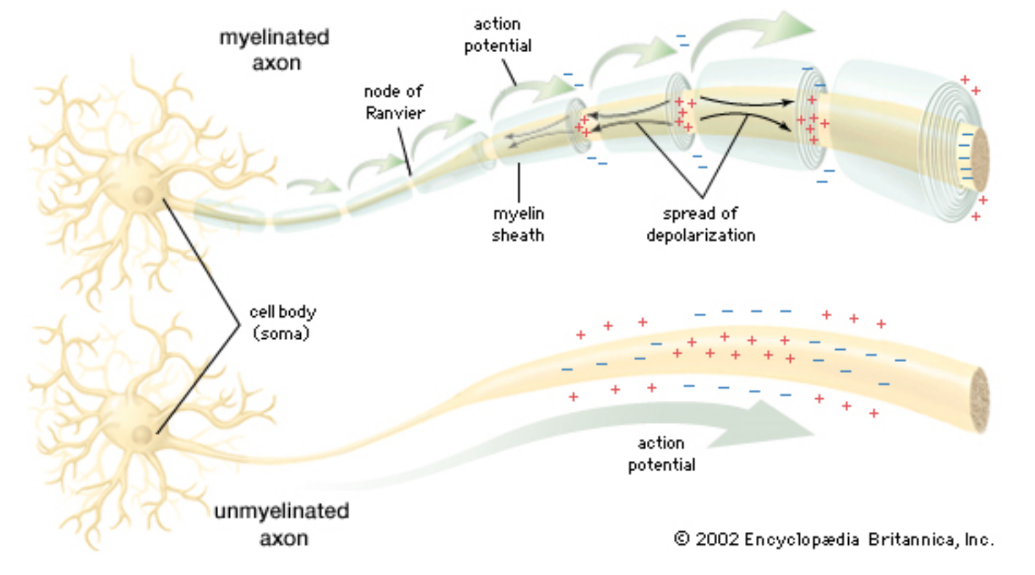 myelinated
axon
action
potential
node of
Ranvier
myelin
sheath
spread of
depolarization
cell body
(soma)
action
potential
unmyelinated
axon
© 2002 Encyclopædia Britannica, Inc.